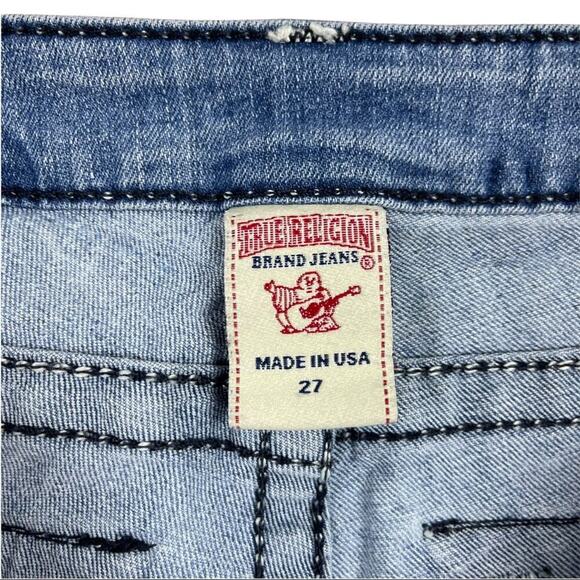 TRUE RELIGION
BRAND JEANS ®
MADE IN USA
27